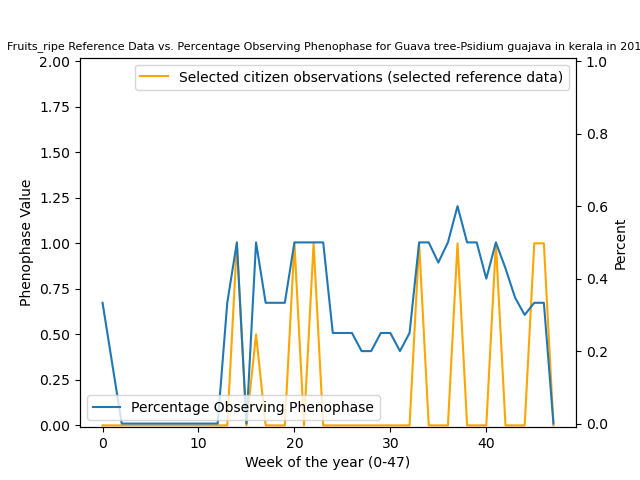 Fruits_ripe Reference Data vs. Percentage Observing Phenophase for Guava tree-Psidium guajava in kerala in 201
2.00
1.75
1.50
1.25
1.00
0.75
0.50
0.25
0.00
Phenophase Value
Selected citizen observations (selected reference data)
Percentage Observing Phenophase
1.0
0.8
0.6
0.4
0.2
0.0
Percent
0 10 20 30 40
Week of the year (0-47)